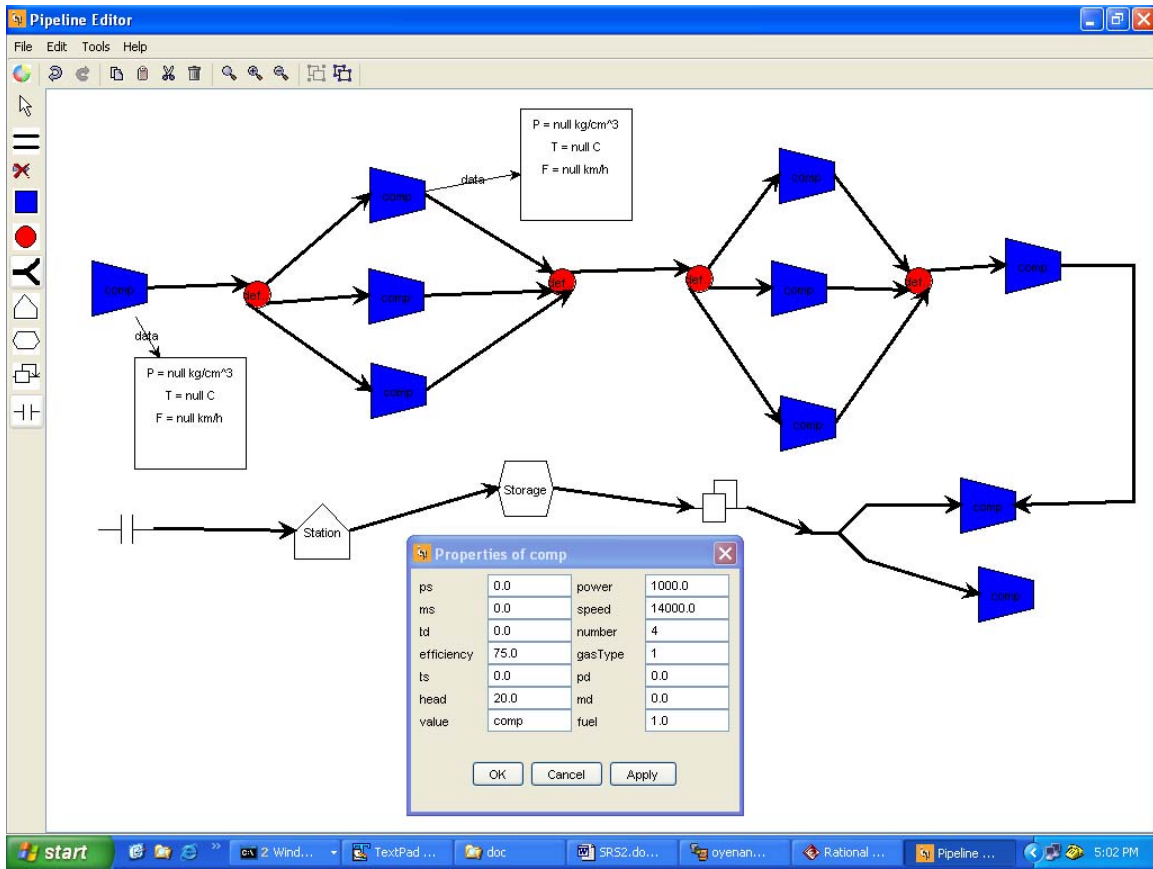 Pipeline Editor
File Edit Tools Help
P = null kg/cm^3
T = null C
F = null km/h
data
comp
comp
comp
comp
comp
def
def
def
def
comp
comp
comp
data
P = null kg/cm^3
T = null C
F = null km/h
comp
comp
Storage
Station
comp
comp
Properties of comp
ps 0.0 power 1000.0
ms 0.0 speed 14000.0
td 0.0 number 4
efficiency 75.0 gasType 1
ts 0.0 pd 0.0
head 20.0 md 0.0
value comp fuel 1.0
OK Cancel Apply
start » 2 Wind... TextPad ... doc SRS2.do... oyenan... Rational ... Pipeline ... 5:02 PM